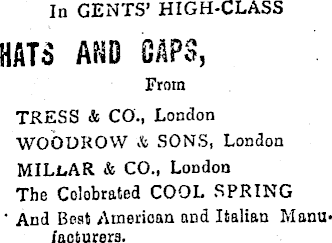 In GENTS' HIGH-CLASS
HATS AND CAPS,
From
TRESS & CO., London
WOODROW & SONS, London
MILLAR & CO., London
The Colobrated COOL SPRING
And Best American and Italian Manu-
facturers.